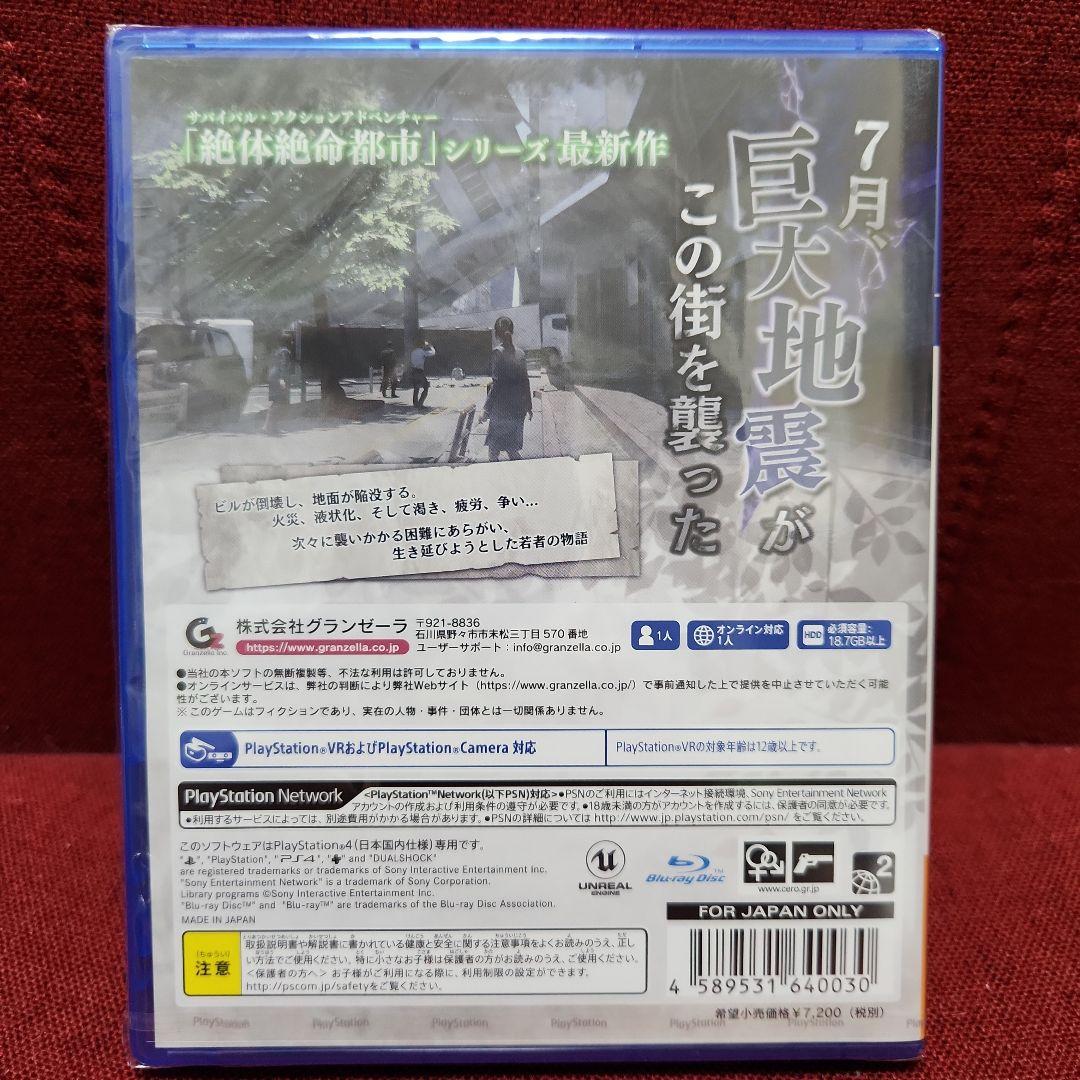 サバイバル・アクションアドベンチャー
「絶体絶命都市」シリーズ 最新作
7月、
巨大地震が
この街を襲った
ビルが倒壊し、地面が陥没する。
火災、液状化、そして渇き、疲労、争い…
次々に襲いかかる困難にあらがい、
生き延びようとした若者の物語
Gz
Granzella Inc.
株式会社グランゼーラ
https://www.granzella.co.jp
〒921-8836
石川県野々市市末松三丁目570番地
ユーザーサポート：info@granzella.co.jp
1人
オンライン対応
1人
HDD
必須容量:
18.7GB以上
●当社の本ソフトの無断複製等、不法な利用は許可しておりません。
●オンラインサービスは、弊社の判断により弊社Webサイト（https://www.granzella.co.jp/）で事前通知した上で提供を中止させていただく可能
性がございます。
※このゲームはフィクションであり、実在の人物・事件・団体とは一切関係ありません。
PlayStation®VRおよびPlayStation®Camera 対応
PlayStation®VRの対象年齢は12歳以上です。
PlayStation Network
<PlayStation™Network(以下PSN)対応>●PSNのご利用にはインターネット接続環境、Sony Entertainment Network
アカウントの作成および利用条件の遵守が必要です。●18歳未満の方がアカウントを作成するには、保護者の同意が必要です。
●利用するサービスによっては、別途費用がかかる場合があります。●PSNの詳細については http://www.jp.playstation.com/psn/ をご覧ください。
このソフトウェアはPlayStation®4(日本国内仕様)専用です。
"PlayStation", "PS4", and "DUALSHOCK"
are registered trademarks or trademarks of Sony Interactive Entertainment Inc.
"Sony Entertainment Network" is a trademark of Sony Corporation.
Library programs ©Sony Interactive Entertainment Inc.
"Blu-ray Disc™" and "Blu-ray™" are trademarks of the Blu-ray Disc Association.
MADE IN JAPAN
UNREAL
ENGINE
Blu-ray Disc™
www.cero.gr.jp
2
FOR JAPAN ONLY
(ちゅうい)
注意
取扱説明書や解説書に書かれている健康と安全に関する注意事項をよくお読みのうえ、正し
い方法でご使用ください。特に小さなお子様は保護者の方がお読みのうえ、ご使用ください。
<保護者の方へ> お子様がご利用になる際に、利用制限の設定ができます。
http://pscom.jp/safetyをご覧ください。
4 589531 640030
希望小売価格￥7,200（税別）
PlayStation PlayStation PlayStation PlayStation PlayStation PlayStation